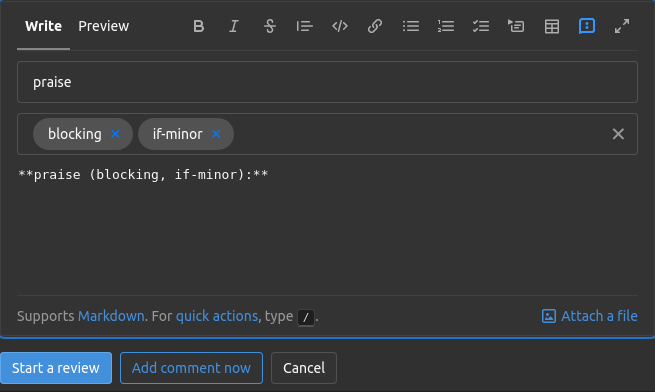 Write Preview
praise
blocking × if-minor ×
**praise (blocking, if-minor):**
Supports Markdown. For quick actions, type /. Attach a file
Start a review Add comment now Cancel